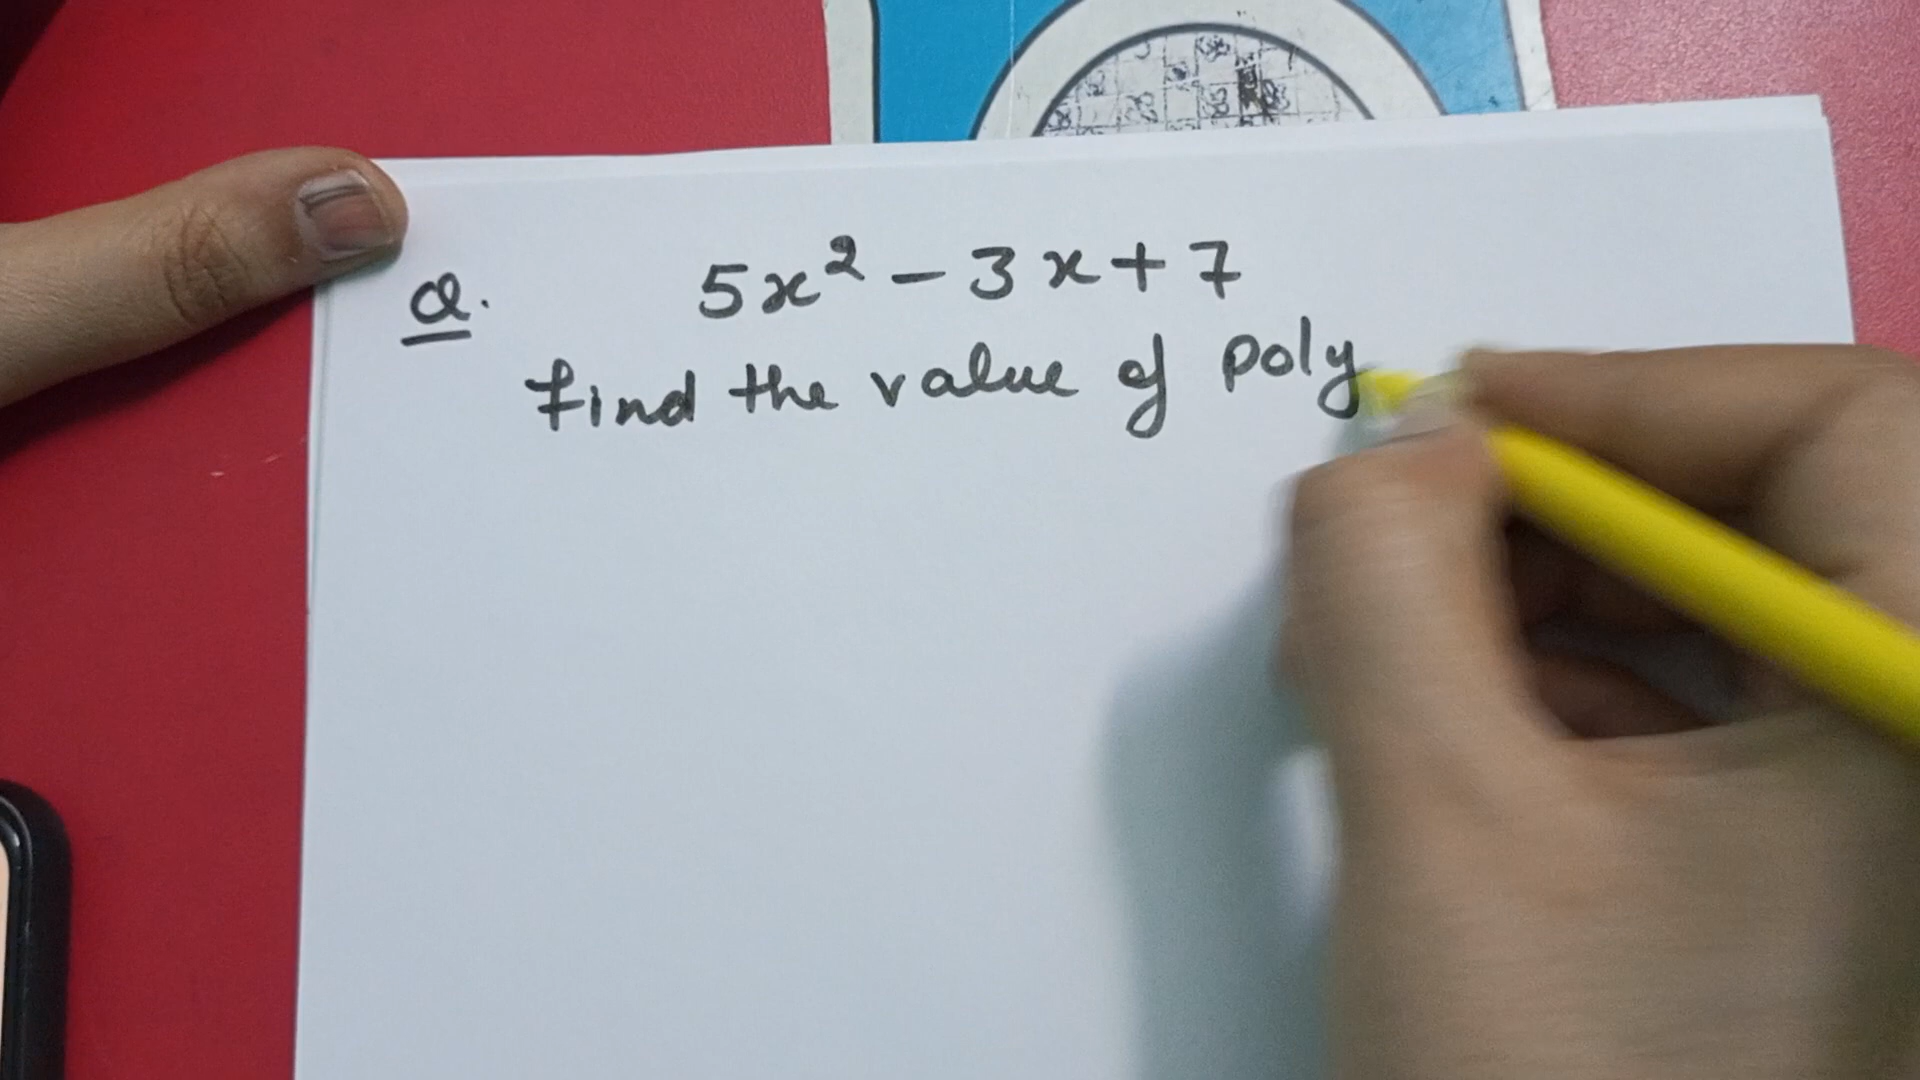 Q. 5x² - 3x + 7
Find the value of poly